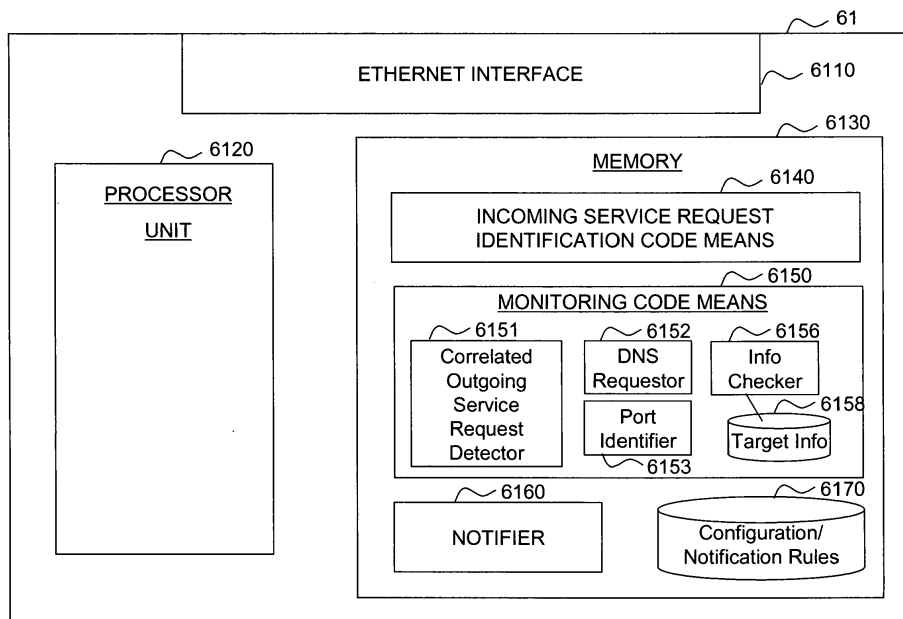 61
ETHERNET INTERFACE
6110
6130
6120
MEMORY
PROCESSOR
UNIT
6140
INCOMING SERVICE REQUEST
IDENTIFICATION CODE MEANS
6150
MONITORING CODE MEANS
6151
Correlated
Outgoing
Service
Request
Detector
6152
DNS
Requestor
Port
Identifier
6153
6156
Info
Checker
6158
Target Info
6160
NOTIFIER
6170
Configuration/
Notification Rules